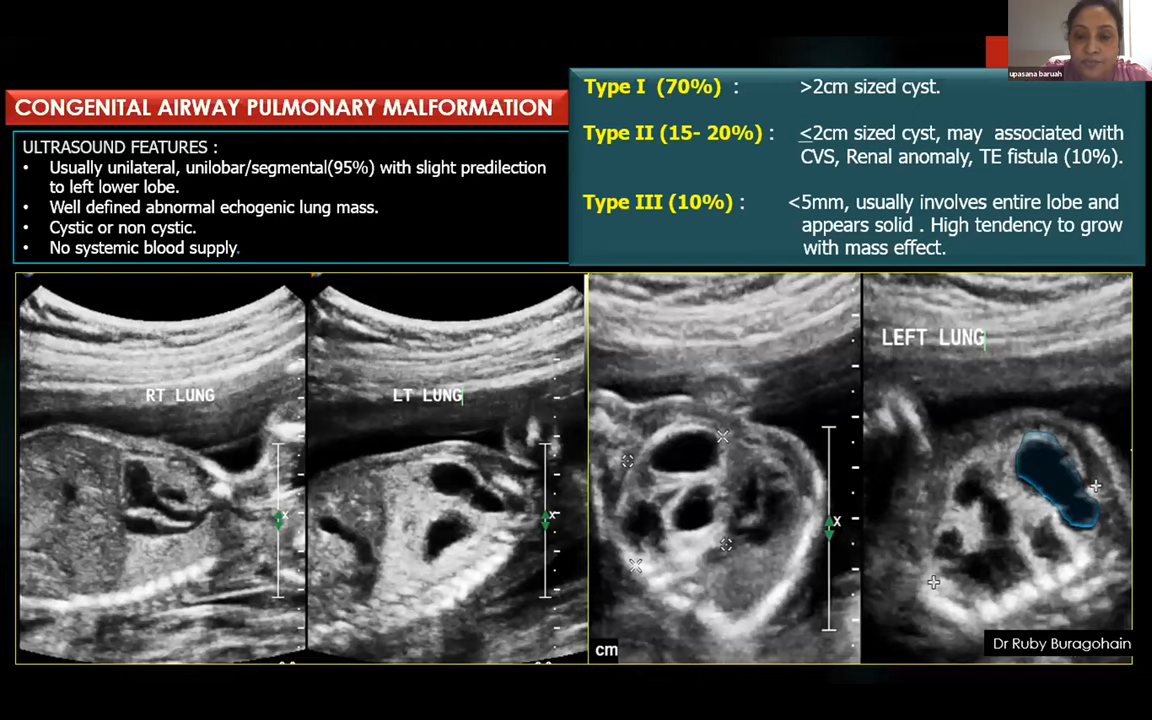 upasana baruah
CONGENITAL AIRWAY PULMONARY MALFORMATION
ULTRASOUND FEATURES :
• Usually unilateral, unilobar/segmental(95%) with slight predilection
to left lower lobe.
• Well defined abnormal echogenic lung mass.
• Cystic or non cystic.
• No systemic blood supply.
Type I (70%) : >2cm sized cyst.
Type II (15- 20%) : <2cm sized cyst, may associated with
CVS, Renal anomaly, TE fistula (10%).
Type III (10%) : <5mm, usually involves entire lobe and
appears solid . High tendency to grow
with mass effect.
RT LUNG
LT LUNG
LEFT LUNG
x
x
x
cm
Dr Ruby Buragohain